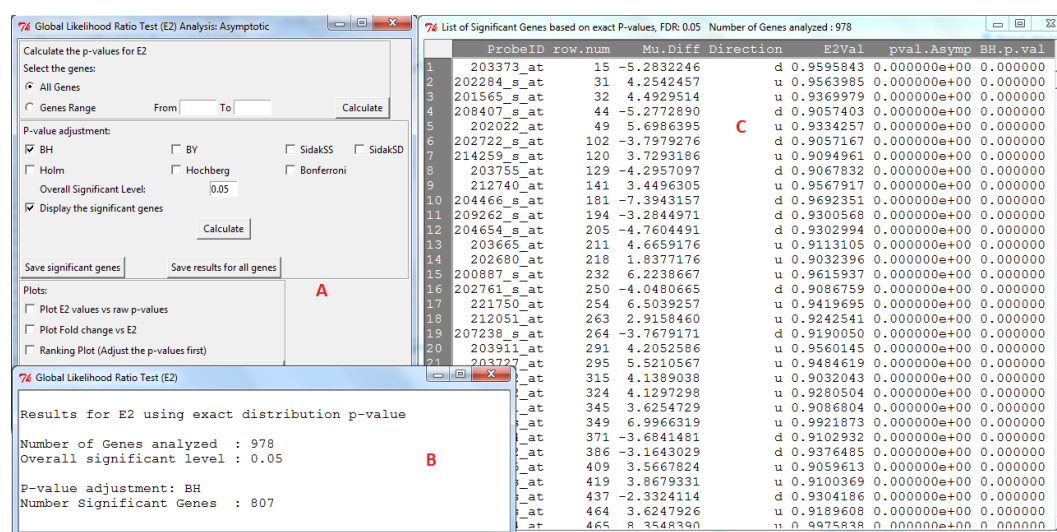 Global Likelihood Ratio Test (E2) Analysis: Asymptotic
Calculate the p-values for E2
Select the genes:
All Genes
Genes Range From To Calculate
P-value adjustment:
BH BY SidakSS SidakSD
Holm Hochberg Bonferroni
Overall Significant Level: 0.05
Display the significant genes
Calculate
Save significant genes Save results for all genes
A
Plots:
Plot E2 values vs raw p-values
Plot Fold change vs E2
Ranking Plot (Adjust the p-values first)
Global Likelihood Ratio Test (E2)
Results for E2 using exact distribution p-value
Number of Genes analyzed : 978
Overall significant level : 0.05
P-value adjustment: BH
Number Significant Genes : 807
B
List of Significant Genes based on exact P-values, FDR: 0.05 Number of Genes analyzed : 978
ProbeID row.num Mu.Diff Direction E2Val pval.Asymp BH.p.val
1 203373_at 15 -5.2832246 d 0.9595843 0.000000e+00 0.000000
2 202284_s_at 31 4.2542457 u 0.9563985 0.000000e+00 0.000000
3 201565_s_at 32 4.4929514 u 0.9369979 0.000000e+00 0.000000
4 208407_s_at 44 -5.2772890 d 0.9057403 0.000000e+00 0.000000
5 202022_at 49 5.6986395 u 0.9334257 0.000000e+00 0.000000
C
6 202722_s_at 102 -3.7979276 d 0.9057167 0.000000e+00 0.000000
7 214259_s_at 120 3.7293186 u 0.9094961 0.000000e+00 0.000000
8 203755_at 129 -4.2957097 d 0.9067832 0.000000e+00 0.000000
9 212740_at 141 3.4496305 u 0.9567917 0.000000e+00 0.000000
10 204466_s_at 181 -7.3943157 d 0.9692351 0.000000e+00 0.000000
11 209262_s_at 194 -3.2844971 d 0.9300568 0.000000e+00 0.000000
12 204654_s_at 205 -4.7604491 d 0.9302994 0.000000e+00 0.000000
13 203665_at 211 4.6659176 u 0.9113105 0.000000e+00 0.000000
14 202680_at 218 1.8377176 u 0.9032396 0.000000e+00 0.000000
15 200887_s_at 232 6.2238667 u 0.9615937 0.000000e+00 0.000000
16 202761_s_at 250 -4.0480665 d 0.9086759 0.000000e+00 0.000000
17 221750_at 254 6.5039257 u 0.9419695 0.000000e+00 0.000000
18 212051_at 263 2.9158460 u 0.9242541 0.000000e+00 0.000000
19 207238_s_at 264 -3.7679171 d 0.9190050 0.000000e+00 0.000000
20 203911_at 291 4.2052586 u 0.9560145 0.000000e+00 0.000000
21 203727_at 295 5.5210567 u 0.9484619 0.000000e+00 0.000000
_at 315 4.1389038 u 0.9032043 0.000000e+00 0.000000
_at 324 4.1297298 u 0.9280504 0.000000e+00 0.000000
_at 345 3.6254729 u 0.9086804 0.000000e+00 0.000000
s_at 349 6.9966319 u 0.9921873 0.000000e+00 0.000000
_at 371 -3.6841481 d 0.9102932 0.000000e+00 0.000000
_at 386 -3.1643029 d 0.9376485 0.000000e+00 0.000000
_at 409 3.5667824 u 0.9059613 0.000000e+00 0.000000
_at 419 3.8679331 u 0.9100369 0.000000e+00 0.000000
_at 437 -2.3324114 d 0.9304186 0.000000e+00 0.000000
_at 464 3.6247926 u 0.9189608 0.000000e+00 0.000000
_at 465 8.3548390 u 0.9975838 0.000000e+00 0.000000